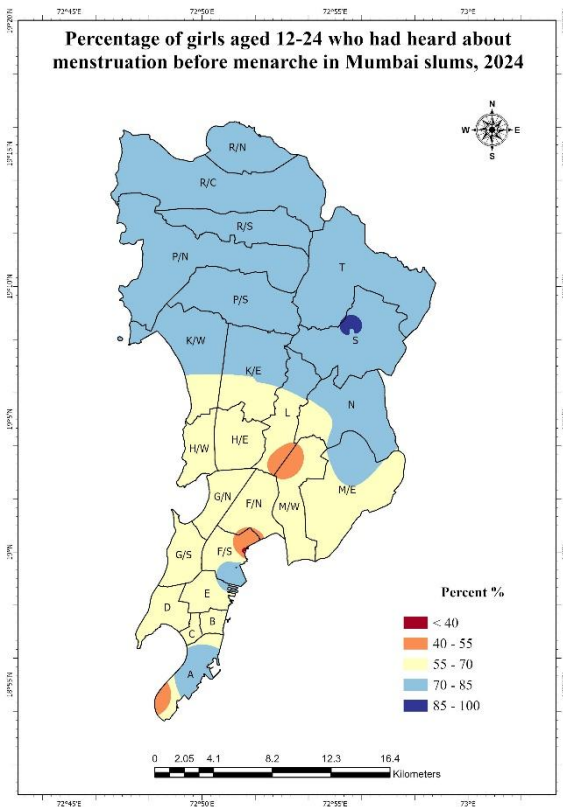 72°45'E 72°50'E 72°55'E 73°E
Percentage of girls aged 12-24 who had heard about
menstruation before menarche in Mumbai slums, 2024
N
W E
S
R/N
R/C
R/S
P/N
T
P/S
S
K/W
K/E
N
L
H/W
H/E
M/E
G/N
F/N
M/W
G/S
F/S
E
D
B
C
A
Percent %
< 40
40 - 55
55 - 70
70 - 85
85 - 100
0 2.05 4.1 8.2 12.3 16.4
Kilometers
72°45'E 72°50'E 72°55'E 73°E